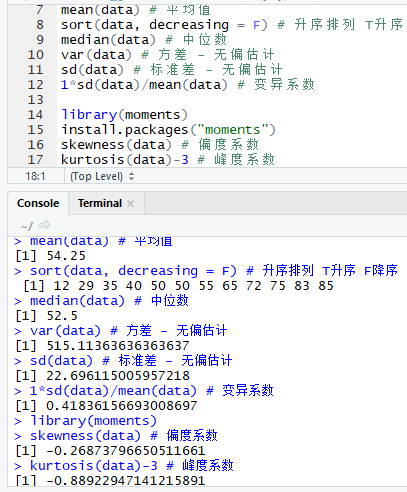 7 mean(data) # 平均值
8 sort(data, decreasing = F) # 升序排列 T升序
9 median(data) # 中位数
10 var(data) # 方差 - 无偏估计
11 sd(data) # 标准差 - 无偏估计
12 1*sd(data)/mean(data) # 变异系数
13
14 library(moments)
15 install.packages("moments")
16 skewness(data) # 偏度系数
17 kurtosis(data)-3 # 峰度系数
18:1 (Top Level)
Console Terminal ×
~/
> mean(data) # 平均值
[1] 54.25
> sort(data, decreasing = F) # 升序排列 T升序 F降序
[1] 12 29 35 40 50 50 55 65 72 75 83 85
> median(data) # 中位数
[1] 52.5
> var(data) # 方差 - 无偏估计
[1] 515.11363636363637
> sd(data) # 标准差 - 无偏估计
[1] 22.696115005957218
> 1*sd(data)/mean(data) # 变异系数
[1] 0.41836156693008697
> library(moments)
> skewness(data) # 偏度系数
[1] -0.26873796650511661
> kurtosis(data)-3 # 峰度系数
[1] -0.88922947141215891